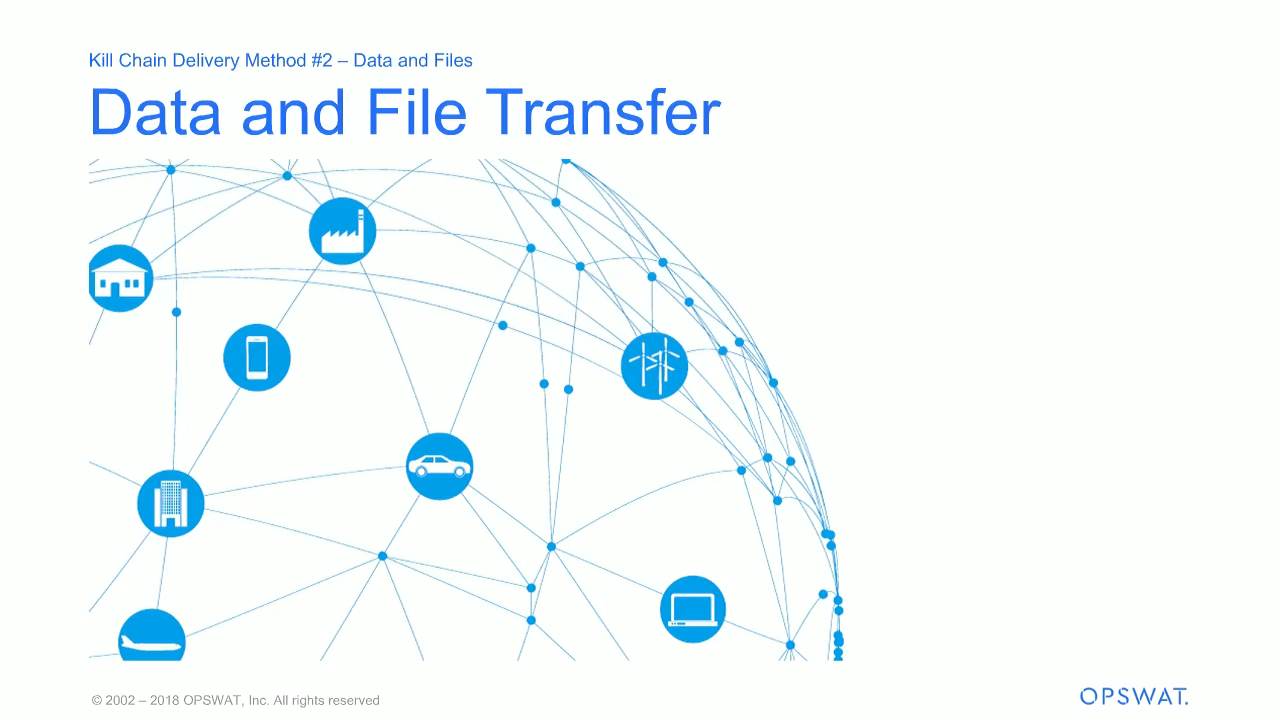 Kill Chain Delivery Method #2 – Data and Files
Data and File Transfer
© 2002 – 2018 OPSWAT, Inc. All rights reserved
OPSWAT.